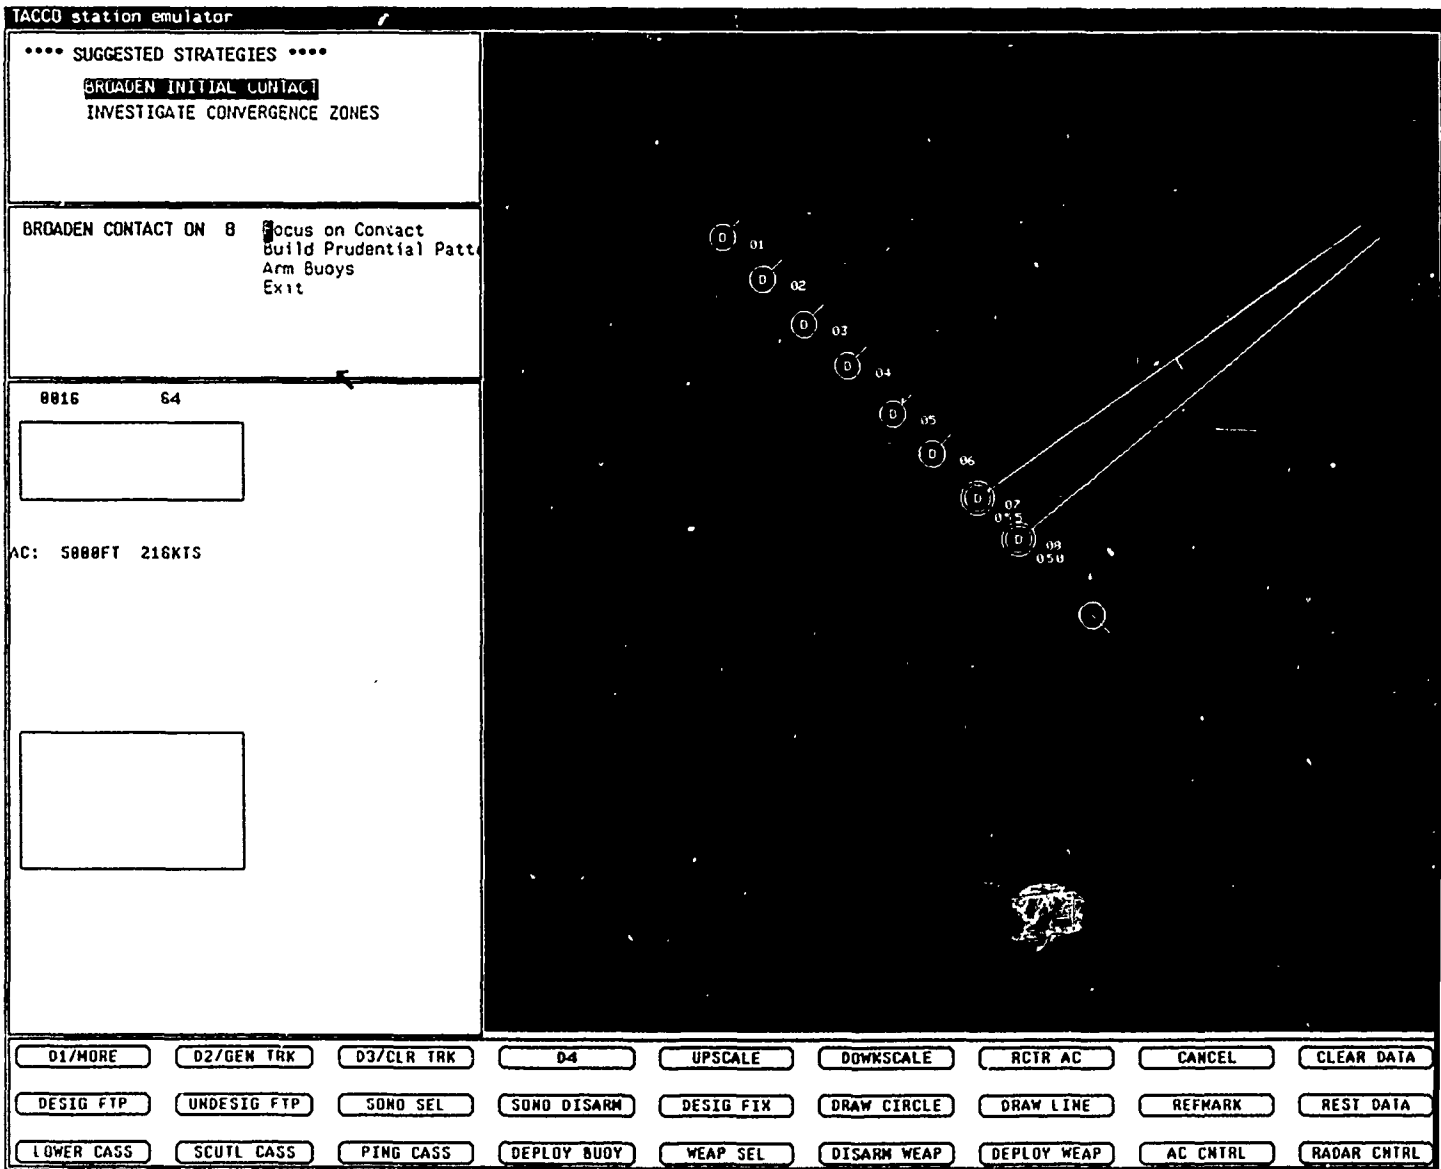 TACCO station emulator
**** SUGGESTED STRATEGIES ****
BROADEN INITIAL CONTACT
INVESTIGATE CONVERGENCE ZONES
BROADEN CONTACT ON 8 Focus on Contact
Build Prudential Patt
Arm Buoys
Exit
0016 64
AC: 5000FT 216KTS
D 01
D 02
D 03
D 04
D 05
D 06
D 07
055
D 08
050
D1/MORE D2/GEN TRK D3/CLR TRK D4 UPSCALE DOWNSCALE RCTR AC CANCEL CLEAR DATA
DESIG FTP UNDESIG FTP SONO SEL SONO DISARM DESIG FIX DRAW CIRCLE DRAW LINE REFMARK REST DATA
LOWER CASS SCUTL CASS PING CASS DEPLOY BUOY WEAP SEL DISARM WEAP DEPLOY WEAP AC CNTRL RADAR CNTRL